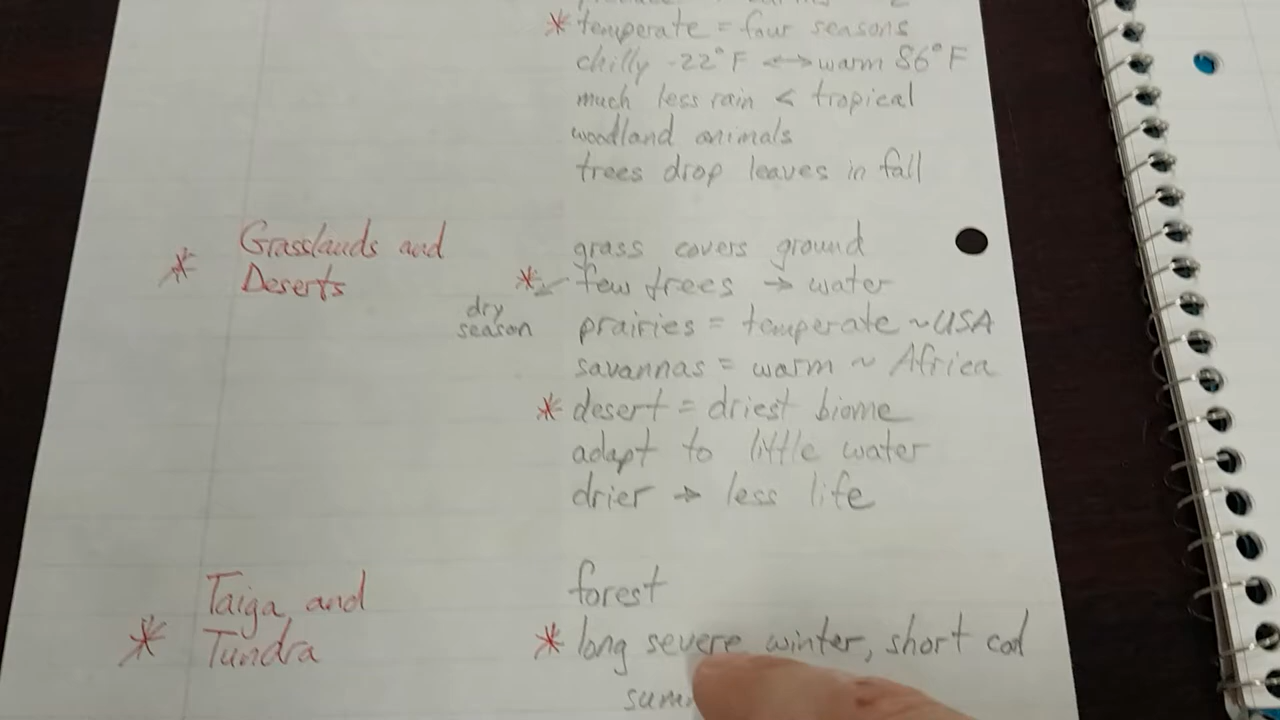 * temperate = four seasons
chilly -22°F ↔ warm 86°F
much less rain < tropical
woodland animals
trees drop leaves in fall
* Grasslands and
Deserts
grass covers ground
* ✓ few trees → water
dry
season
prairies = temperate ~ USA
savannas = warm ~ Africa
* desert = driest biome
adapt to little water
drier → less life
* Taiga and
Tundra
forest
* long severe winter, short cool